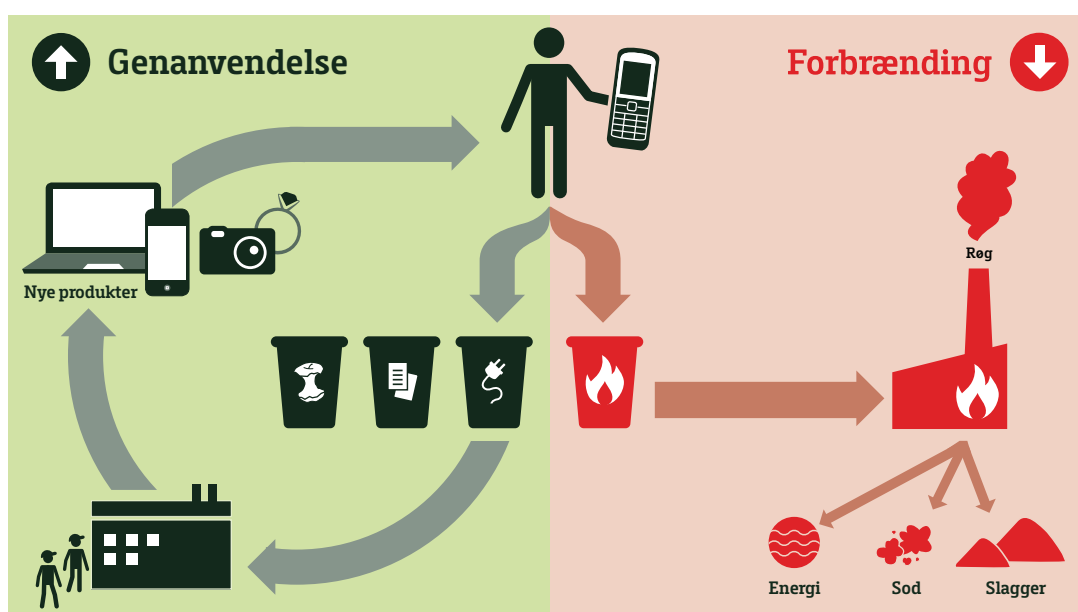 Genanvendelse
Forbrænding
Røg
Nye produkter
Energi
Sod
Slagger